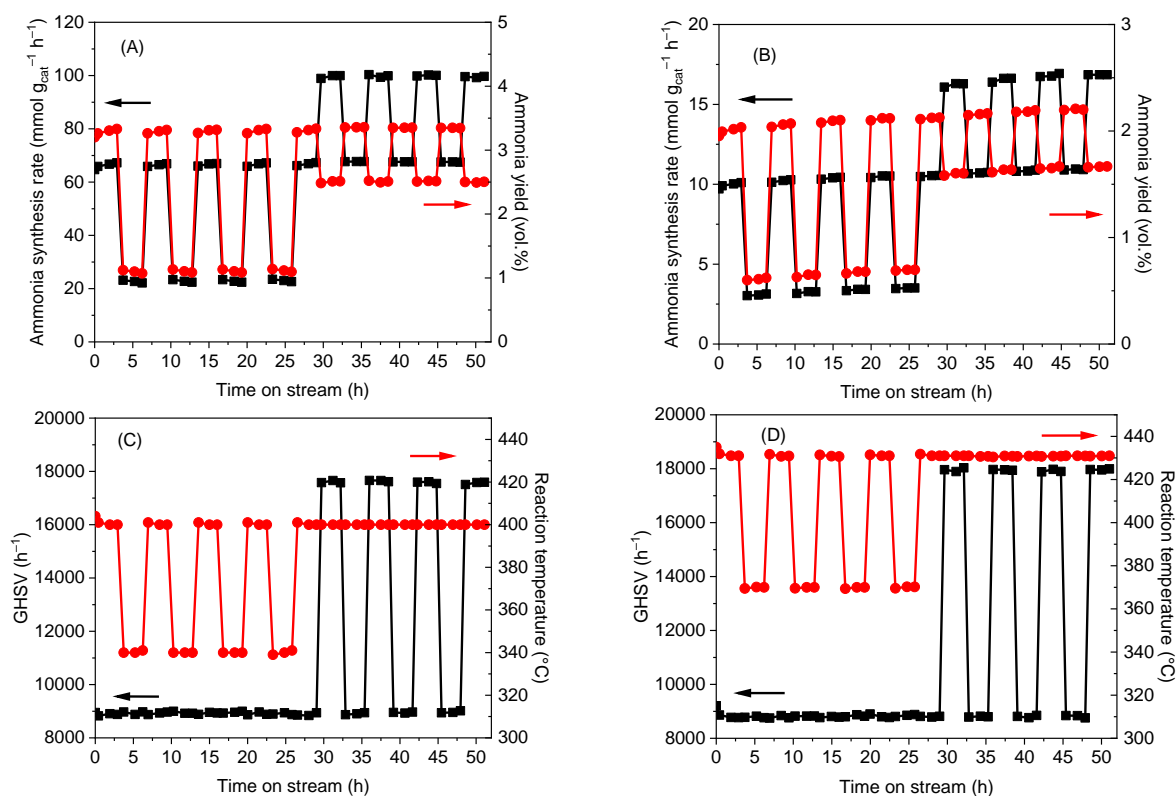 (A)
120
100
80
60
40
20
0
Ammonia synthesis rate (mmol gcat⁻¹ h⁻¹)
5
4
3
2
1
0
Ammonia yield (vol.%)
0 5 10 15 20 25 30 35 40 45 50
Time on stream (h)
(B)
20
15
10
5
0
Ammonia synthesis rate (mmol gcat⁻¹ h⁻¹)
3
2
1
0
Ammonia yield (vol.%)
0 5 10 15 20 25 30 35 40 45 50
Time on stream (h)
(C)
20000
18000
16000
14000
12000
10000
8000
GHSV (h⁻¹)
440
420
400
380
360
340
320
300
Reaction temperature (°C)
0 5 10 15 20 25 30 35 40 45 50
Time on stream (h)
(D)
20000
18000
16000
14000
12000
10000
8000
GHSV (h⁻¹)
440
420
400
380
360
340
320
300
Reaction temperature (°C)
0 5 10 15 20 25 30 35 40 45 50
Time on stream (h)